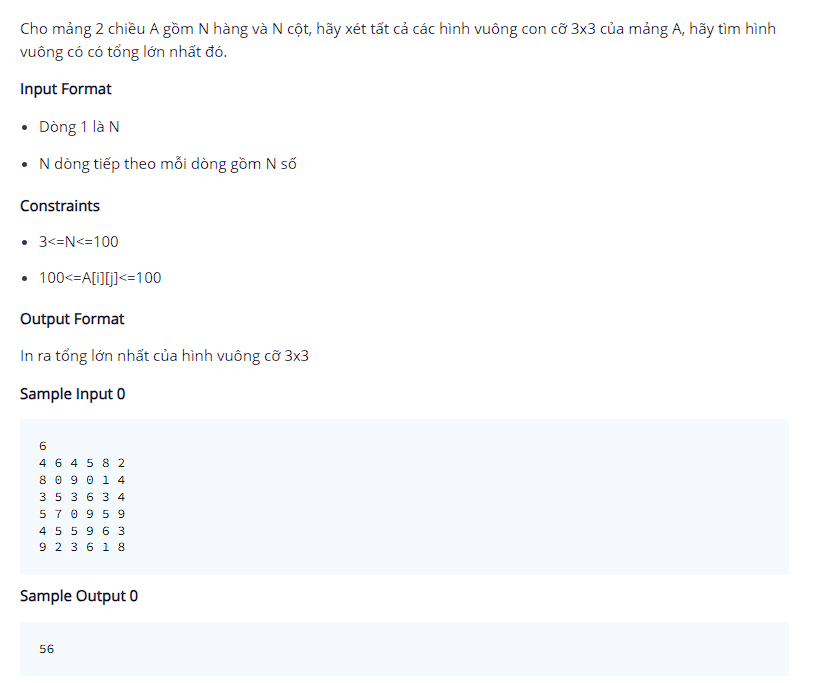 Cho mảng 2 chiều A gồm N hàng và N cột, hãy xét tất cả các hình vuông con cỡ 3x3 của mảng A, hãy tìm hình
vuông có có tổng lớn nhất đó.
Input Format
• Dòng 1 là N
• N dòng tiếp theo mỗi dòng gồm N số
Constraints
• 3<=N<=100
• 100<=A[i][j]<=100
Output Format
In ra tổng lớn nhất của hình vuông cỡ 3x3
Sample Input 0
6
4 6 4 5 8 2
8 0 9 0 1 4
3 5 3 6 3 4
5 7 0 9 5 9
4 5 5 9 6 3
9 2 3 6 1 8
Sample Output 0
56